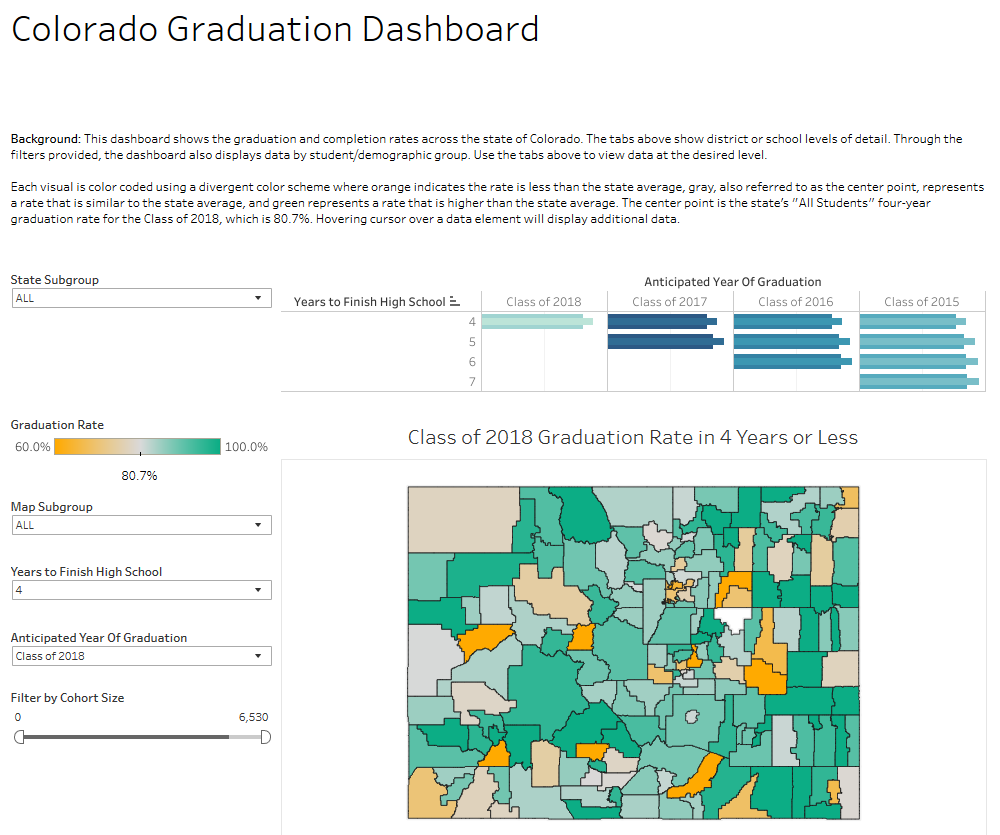 Colorado Graduation Dashboard
Background: This dashboard shows the graduation and completion rates across the state of Colorado. The tabs above show district or school levels of detail. Through the
filters provided, the dashboard also displays data by student/demographic group. Use the tabs above to view data at the desired level.
Each visual is color coded using a divergent color scheme where orange indicates the rate is less than the state average, gray, also referred to as the center point, represents
a rate that is similar to the state average, and green represents a rate that is higher than the state average. The center point is the state's "All Students" four-year
graduation rate for the Class of 2018, which is 80.7%. Hovering cursor over a data element will display additional data.
State Subgroup
ALL
Anticipated Year Of Graduation
Years to Finish High School
Class of 2018
Class of 2017
Class of 2016
Class of 2015
4
5
6
7
Graduation Rate
60.0%
100.0%
80.7%
Class of 2018 Graduation Rate in 4 Years or Less
Map Subgroup
ALL
Years to Finish High School
4
Anticipated Year Of Graduation
Class of 2018
Filter by Cohort Size
0
6,530